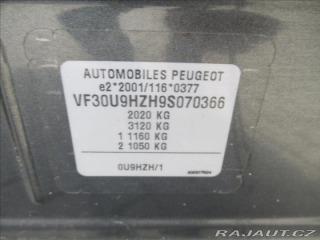 AUTOMOBILES PEUGEOT
e2*2001/116*0377
VF30U9HZH9S070366
2020 KG
3120 KG
1 1160 KG
2 1050 KG
0U9HZH/1
RAJAUT.CZ